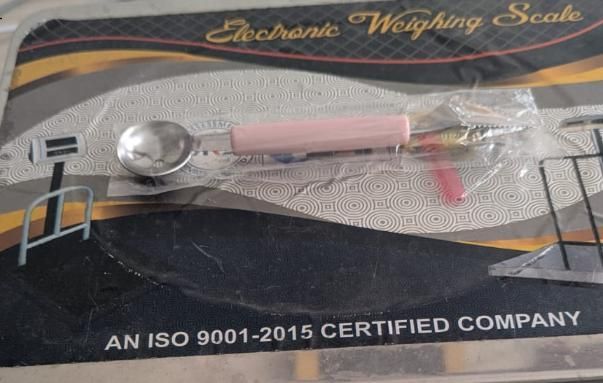 Electronic Weighing Scale
AN ISO 9001-2015 CERTIFIED COMPANY